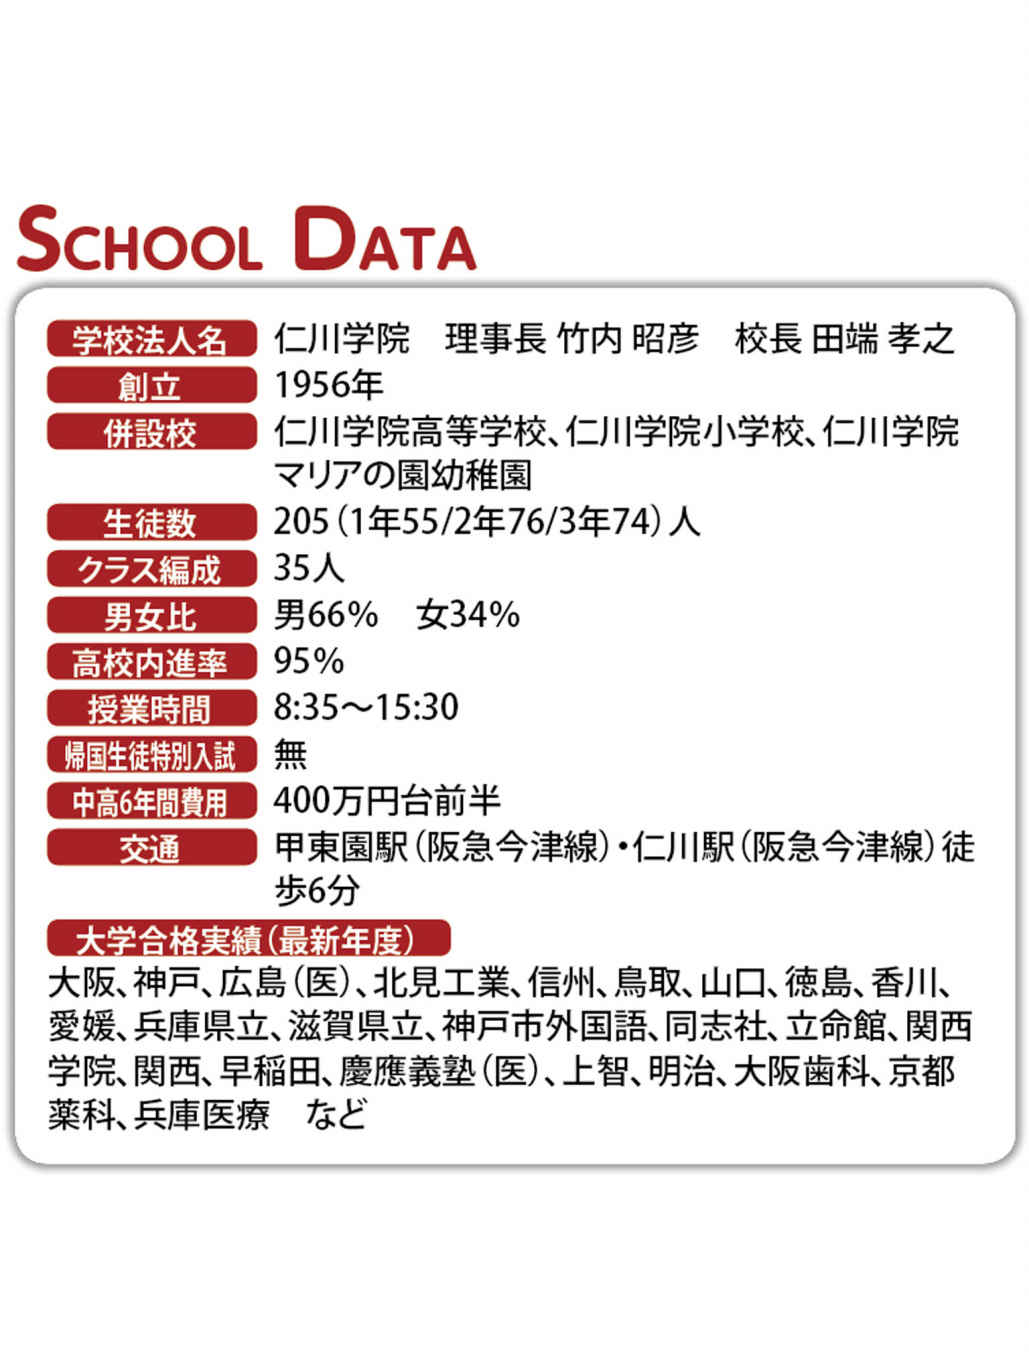 SCHOOL DATA
学校法人名 仁川学院　理事長 竹内 昭彦　校長 田端 孝之
創立 1956年
併設校 仁川学院高等学校、仁川学院小学校、仁川学院
マリアの園幼稚園
生徒数 205（1年55/2年76/3年74）人
クラス編成 35人
男女比 男66%　女34%
高校内進率 95%
授業時間 8:35〜15:30
帰国生徒特別入試 無
中高6年間費用 400万円台前半
交通 甲東園駅（阪急今津線）・仁川駅（阪急今津線）徒
歩6分
大学合格実績（最新年度）
大阪、神戸、広島（医）、北見工業、信州、鳥取、山口、徳島、香川、
愛媛、兵庫県立、滋賀県立、神戸市外国語、同志社、立命館、関西
学院、関西、早稲田、慶應義塾（医）、上智、明治、大阪歯科、京都
薬科、兵庫医療　など